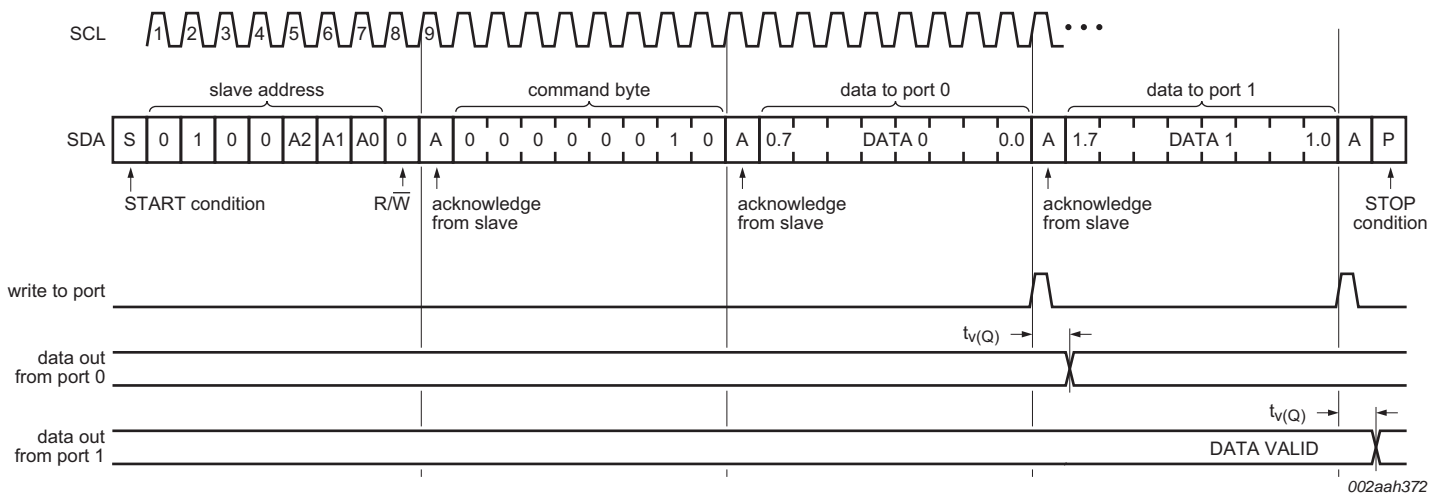 SCL 1 2 3 4 5 6 7 8 9 • • •
slave address command byte data to port 0 data to port 1
SDA S 0 1 0 0 A2 A1 A0 0 A 0 0 0 0 0 0 1 0 A 0.7 DATA 0 0.0 A 1.7 DATA 1 1.0 A P
START condition R/W̅ acknowledge acknowledge acknowledge STOP
from slave from slave from slave condition
write to port
tv(Q)
data out
from port 0
tv(Q)
data out DATA VALID
from port 1
002aah372